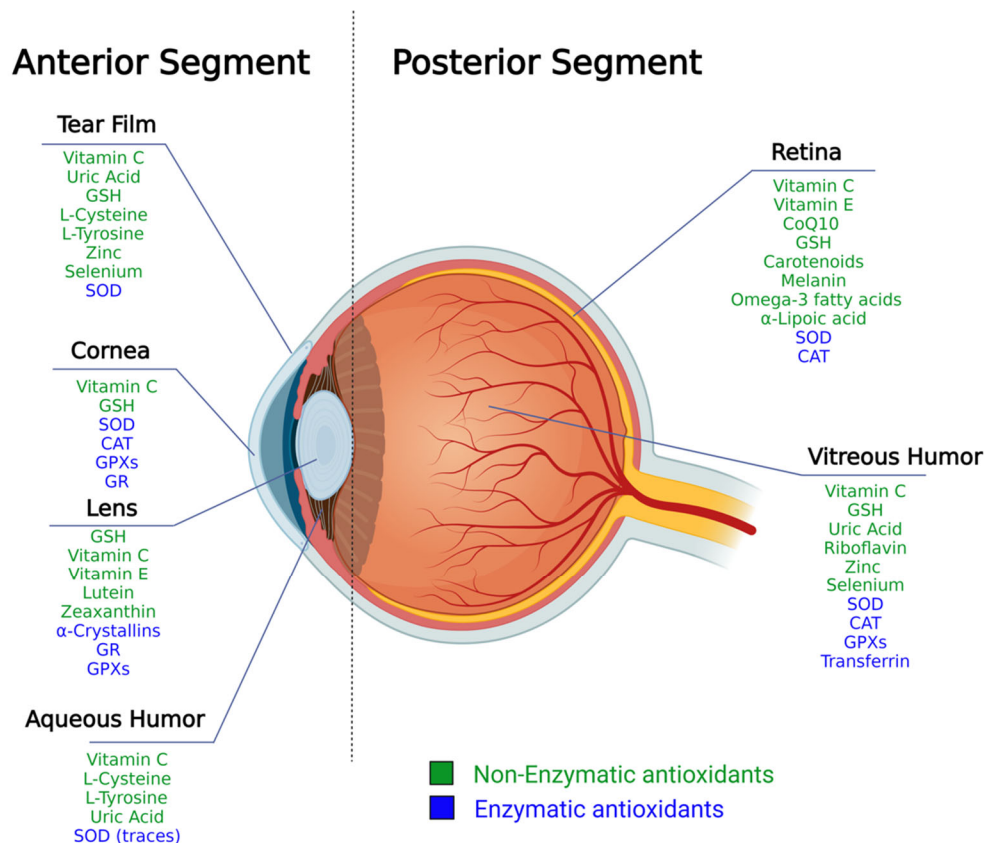 Anterior Segment
Posterior Segment
Tear Film
Vitamin C
Uric Acid
GSH
L-Cysteine
L-Tyrosine
Zinc
Selenium
SOD
Cornea
Vitamin C
GSH
SOD
CAT
GPXs
GR
Lens
GSH
Vitamin C
Vitamin E
Lutein
Zeaxanthin
α-Crystallins
GR
GPXs
Aqueous Humor
Vitamin C
L-Cysteine
L-Tyrosine
Uric Acid
SOD (traces)
Retina
Vitamin C
Vitamin E
CoQ10
GSH
Carotenoids
Melanin
Omega-3 fatty acids
α-Lipoic acid
SOD
CAT
Vitreous Humor
Vitamin C
GSH
Uric Acid
Riboflavin
Zinc
Selenium
SOD
CAT
GPXs
Transferrin
Non-Enzymatic antioxidants
Enzymatic antioxidants